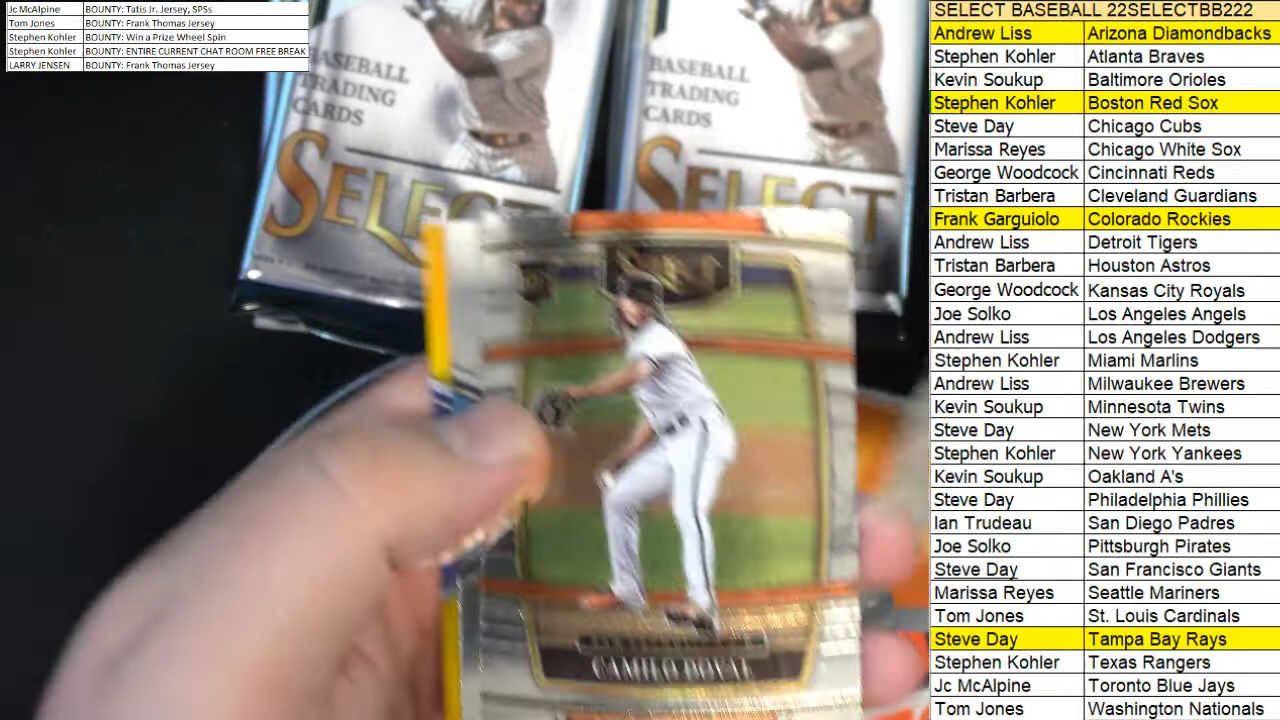 Jc McAlpine BOUNTY: Tatis Jr. Jersey, SPSs
Tom Jones BOUNTY: Frank Thomas Jersey
Stephen Kohler BOUNTY: Win a Prize Wheel Spin
Stephen Kohler BOUNTY: ENTIRE CURRENT CHAT ROOM FREE BREAK
LARRY JENSEN BOUNTY: Frank Thomas Jersey
BASEBALL
TRADING
CARDS
SELECT
BASEBALL
TRADING
CARDS
SELECT
CAMILO DOVAL
SELECT BASEBALL 22SELECTBB222
Andrew Liss Arizona Diamondbacks
Stephen Kohler Atlanta Braves
Kevin Soukup Baltimore Orioles
Stephen Kohler Boston Red Sox
Steve Day Chicago Cubs
Marissa Reyes Chicago White Sox
George Woodcock Cincinnati Reds
Tristan Barbera Cleveland Guardians
Frank Garguiolo Colorado Rockies
Andrew Liss Detroit Tigers
Tristan Barbera Houston Astros
George Woodcock Kansas City Royals
Joe Solko Los Angeles Angels
Andrew Liss Los Angeles Dodgers
Stephen Kohler Miami Marlins
Andrew Liss Milwaukee Brewers
Kevin Soukup Minnesota Twins
Steve Day New York Mets
Stephen Kohler New York Yankees
Kevin Soukup Oakland A's
Steve Day Philadelphia Phillies
Ian Trudeau San Diego Padres
Joe Solko Pittsburgh Pirates
Steve Day San Francisco Giants
Marissa Reyes Seattle Mariners
Tom Jones St. Louis Cardinals
Steve Day Tampa Bay Rays
Stephen Kohler Texas Rangers
Jc McAlpine Toronto Blue Jays
Tom Jones Washington Nationals